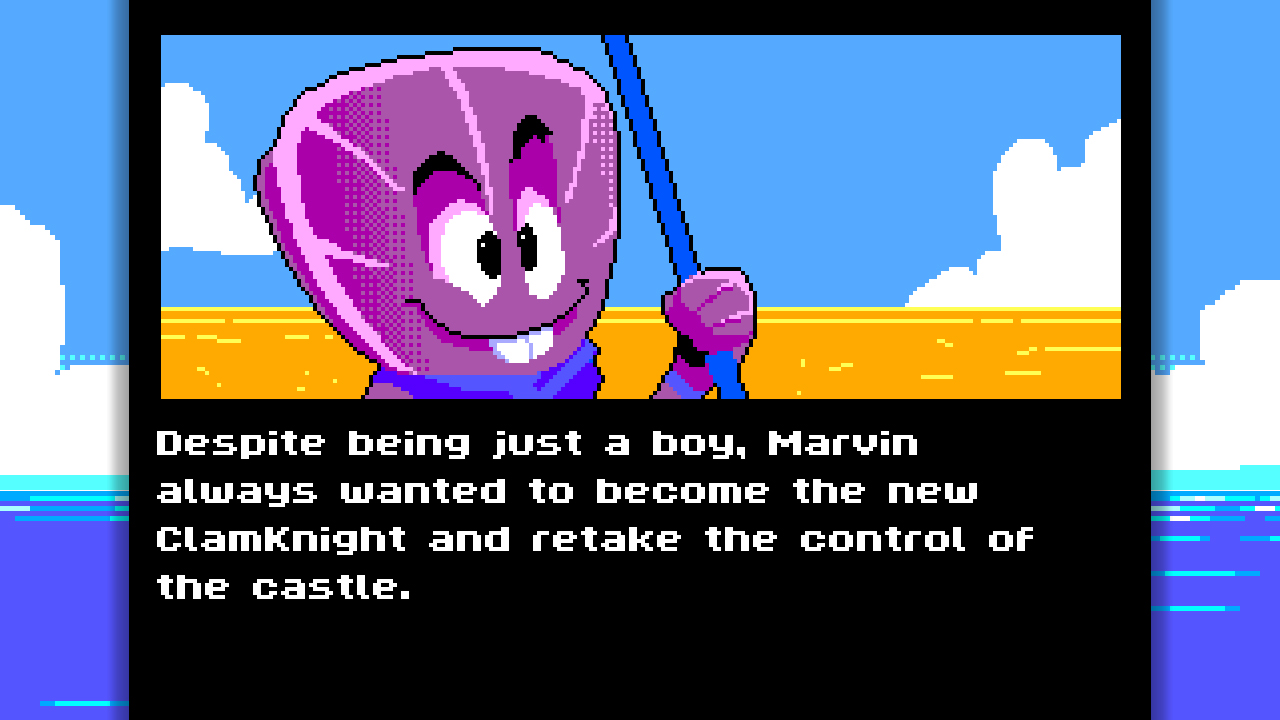 Despite being just a boy, Marvin
always wanted to become the new
ClamKnight and retake the control of
the castle.